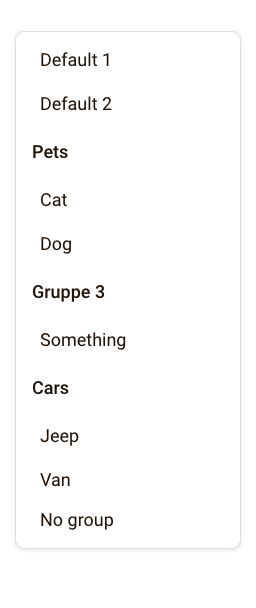 Default 1
Default 2
Pets
Cat
Dog
Gruppe 3
Something
Cars
Jeep
Van
No group